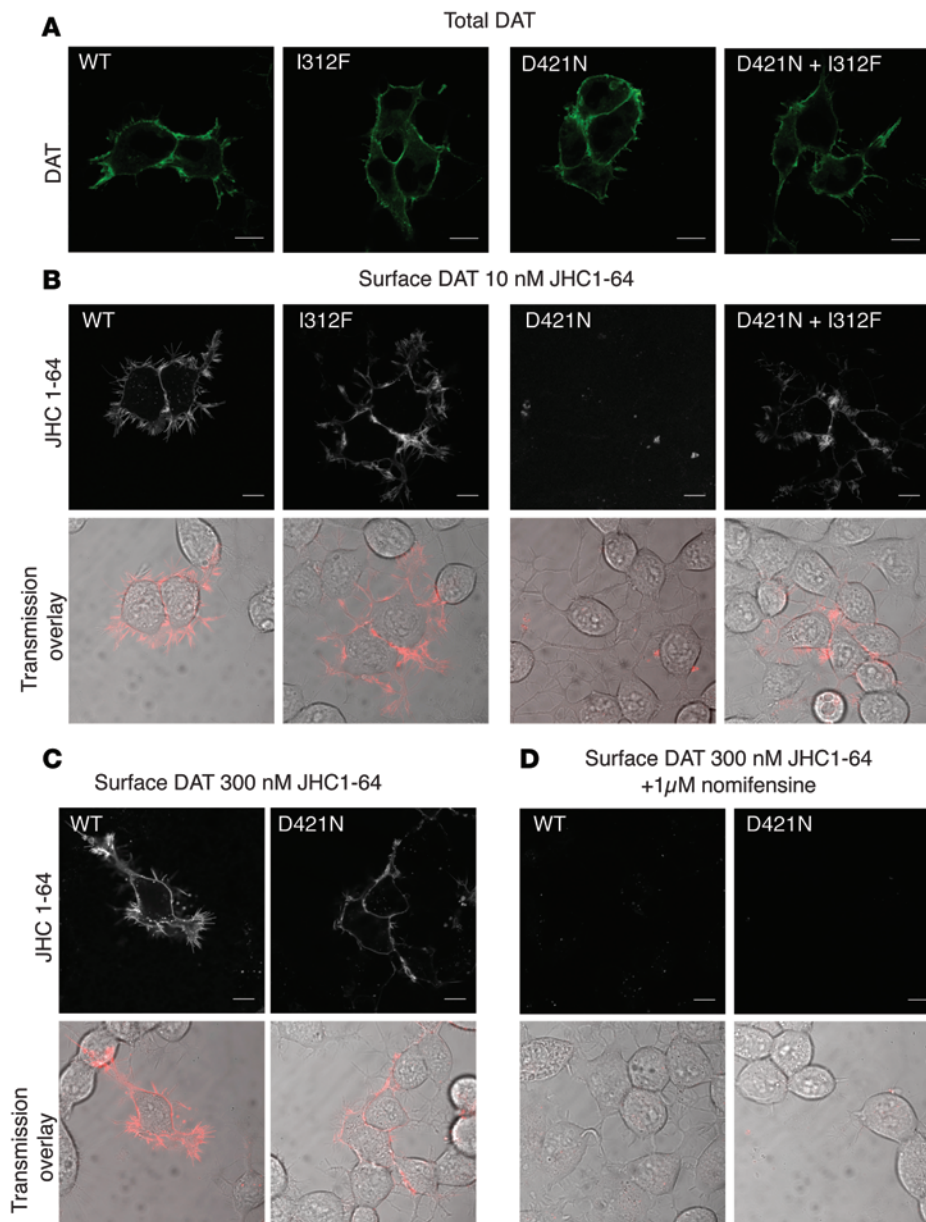 A
Total DAT
WT
I312F
D421N
D421N + I312F
DAT
B
Surface DAT 10 nM JHC1-64
WT
I312F
D421N
D421N + I312F
JHC 1-64
Transmission
overlay
C
Surface DAT 300 nM JHC1-64
WT
D421N
JHC 1-64
Transmission
overlay
D
Surface DAT 300 nM JHC1-64
+1µM nomifensine
WT
D421N